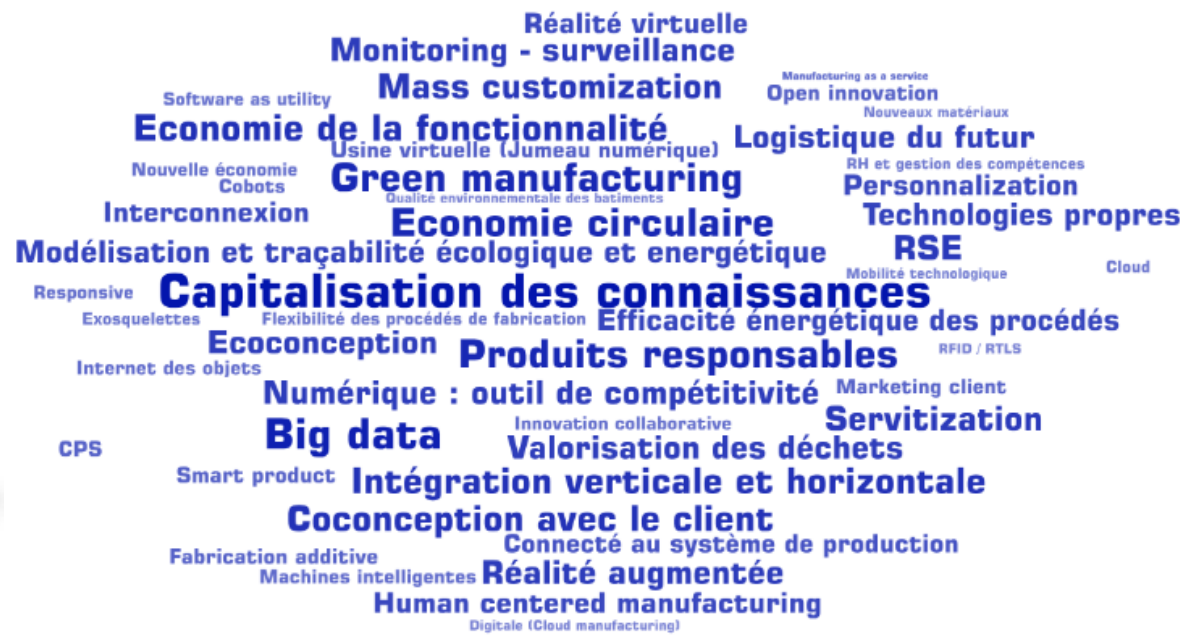 Réalité virtuelle
Monitoring - surveillance
Manufacturing as a service
Mass customization
Open innovation
Software as utility
Nouveaux matériaux
Economie de la fonctionnalité
Logistique du futur
Usine virtuelle (Jumeau numérique)
RH et gestion des compétences
Nouvelle économie
Green manufacturing
Personnalization
Cobots
Qualité environnementale des batiments
Interconnexion
Economie circulaire
Technologies propres
Modélisation et traçabilité écologique et energétique
RSE
Cloud
Mobilité technologique
Responsive
Capitalisation des connaissances
Exosquelettes
Flexibilité des procédés de fabrication
Efficacité énergétique des procédés
Ecoconception
Produits responsables
RFID / RTLS
Internet des objets
Numérique : outil de compétitivité
Marketing client
Servitization
Innovation collaborative
Big data
CPS
Valorisation des déchets
Smart product
Intégration verticale et horizontale
Coconception avec le client
Connecté au système de production
Fabrication additive
Machines intelligentes
Réalité augmentée
Human centered manufacturing
Digitale (Cloud manufacturing)